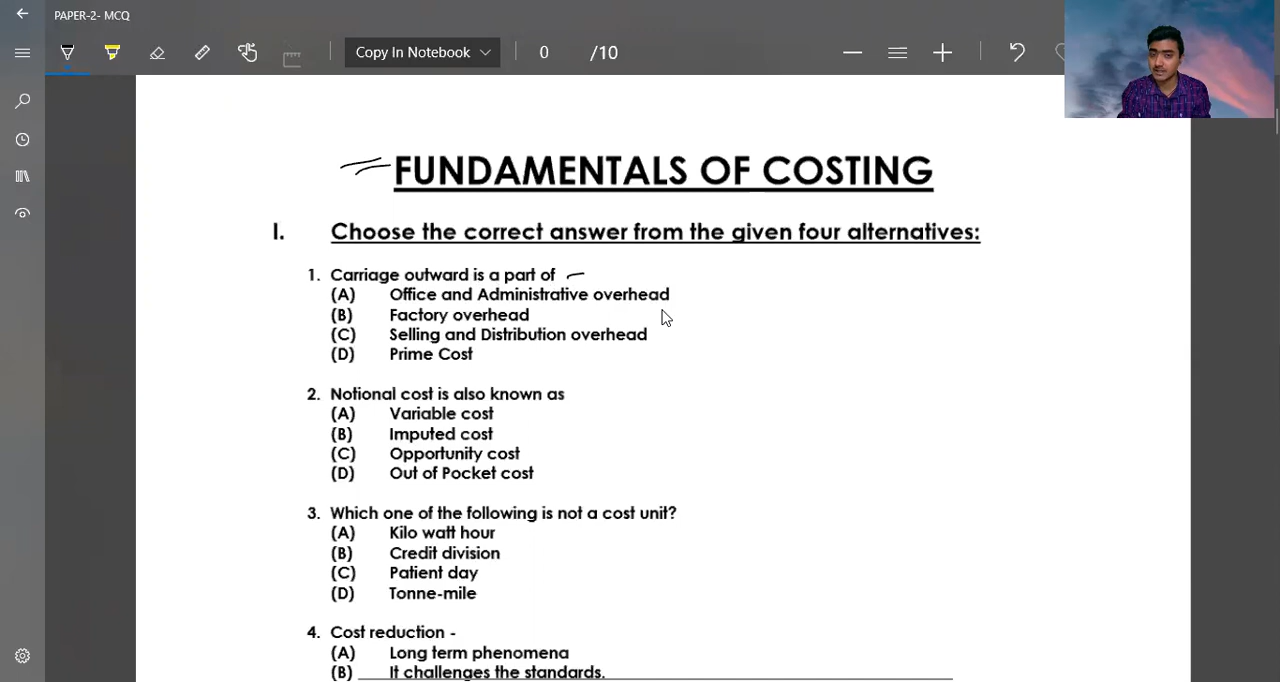 PAPER-2- MCQ
Copy In Notebook
0 /10
FUNDAMENTALS OF COSTING
I. Choose the correct answer from the given four alternatives:
1. Carriage outward is a part of
(A) Office and Administrative overhead
(B) Factory overhead
(C) Selling and Distribution overhead
(D) Prime Cost
2. Notional cost is also known as
(A) Variable cost
(B) Imputed cost
(C) Opportunity cost
(D) Out of Pocket cost
3. Which one of the following is not a cost unit?
(A) Kilo watt hour
(B) Credit division
(C) Patient day
(D) Tonne-mile
4. Cost reduction -
(A) Long term phenomena
(B) It challenges the standards.